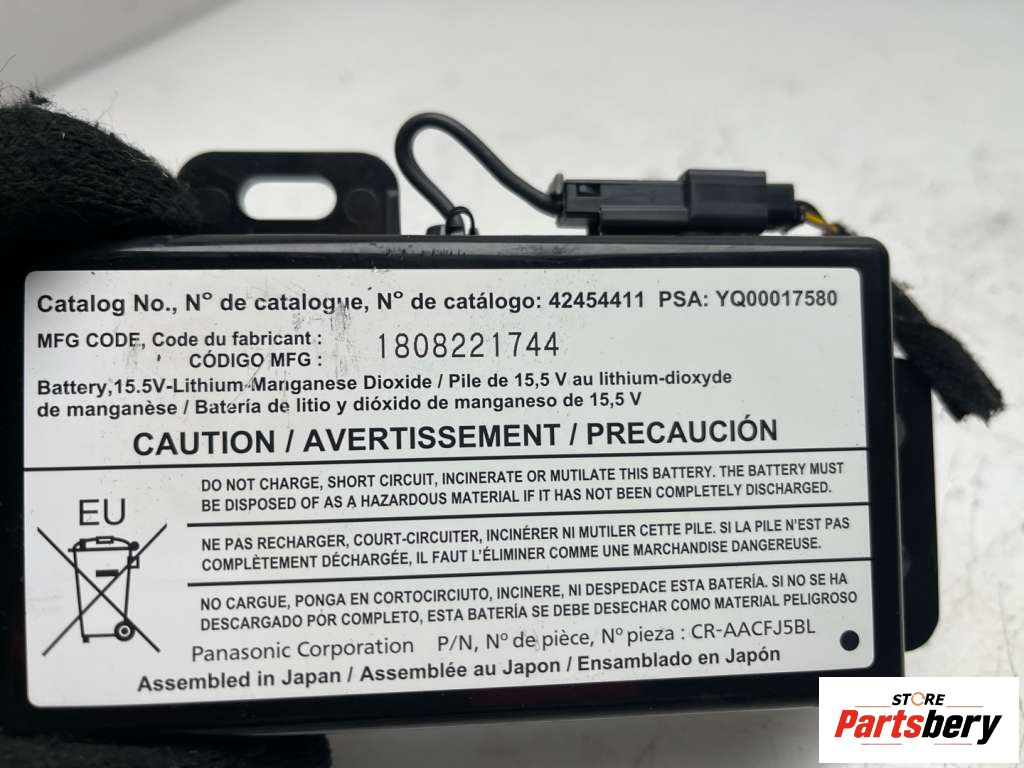 Catalog No., Nº de catalogue, Nº de catálogo: 42454411 PSA: YQ00017580
MFG CODE, Code du fabricant :
CÓDIGO MFG :
1808221744
Battery,15.5V-Lithium-Manganese Dioxide / Pile de 15,5 V au lithium-dioxyde
de manganèse / Batería de litio y dióxido de manganeso de 15,5 V
CAUTION / AVERTISSEMENT / PRECAUCIÓN
EU
DO NOT CHARGE, SHORT CIRCUIT, INCINERATE OR MUTILATE THIS BATTERY. THE BATTERY MUST
BE DISPOSED OF AS A HAZARDOUS MATERIAL IF IT HAS NOT BEEN COMPLETELY DISCHARGED.
NE PAS RECHARGER, COURT-CIRCUITER, INCINÉRER NI MUTILER CETTE PILE. SI LA PILE N'EST PAS
COMPLÈTEMENT DÉCHARGÉE, IL FAUT L'ÉLIMINER COMME UNE MARCHANDISE DANGEREUSE.
NO CARGUE, PONGA EN CORTOCIRCIUTO, INCINERE, NI DESPEDACE ESTA BATERÍA. SI NO SE HA
DESCARGADO POR COMPLETO, ESTA BATERÍA SE DEBE DESECHAR COMO MATERIAL PELIGROSO
Panasonic Corporation P/N, Nº de pièce, Nº pieza : CR-AACFJ5BL
Assembled in Japan / Assemblée au Japon / Ensamblado en Japón
STORE
Partsbery